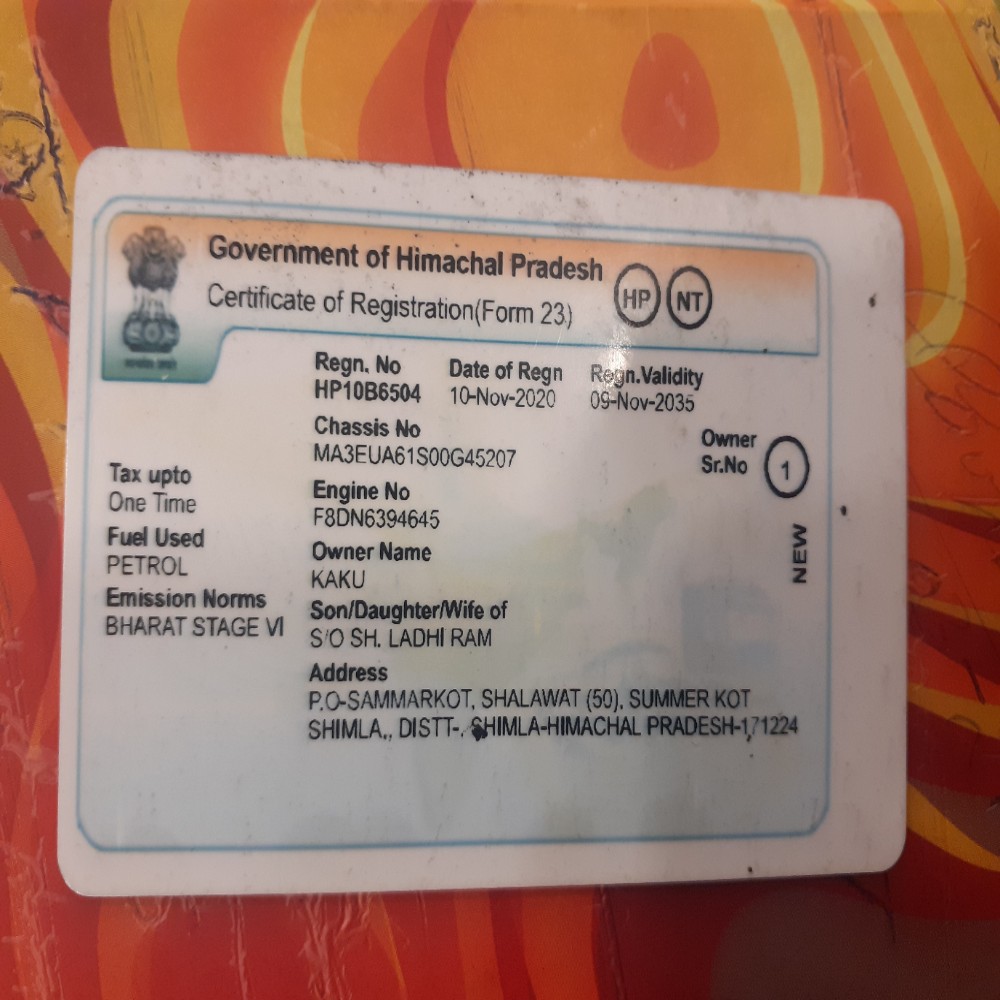 Government of Himachal Pradesh
Certificate of Registration(Form 23)
HP NT
Regn. No Date of Regn Regn.Validity
HP10B6504 10-Nov-2020 09-Nov-2035
Chassis No
MA3EUA61S00G45207
Owner
Sr.No 1
Tax upto
One Time
Engine No
F8DN6394645
Fuel Used
PETROL
Owner Name
KAKU
NEW
Emission Norms
BHARAT STAGE VI
Son/Daughter/Wife of
S/O SH. LADHI RAM
Address
P.O-SAMMARKOT, SHALAWAT (50), SUMMER KOT
SHIMLA,, DISTT-, SHIMLA-HIMACHAL PRADESH-171224